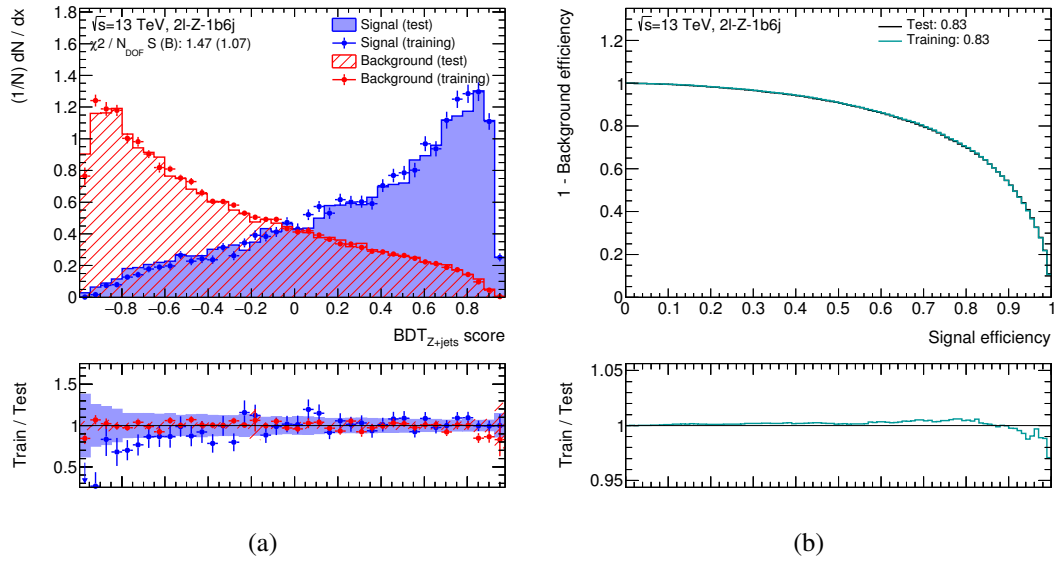 √s=13 TeV, 2l-Z-1b6j
χ2 / N_DOF S (B): 1.47 (1.07)
Signal (test)
Signal (training)
Background (test)
Background (training)
(1/N) dN / dx
1.8
1.6
1.4
1.2
1
0.8
0.6
0.4
0.2
0
−0.8 −0.6 −0.4 −0.2 0 0.2 0.4 0.6 0.8
BDT_Z+jets score
Train / Test
1.5
1
0.5
(a)
√s=13 TeV, 2l-Z-1b6j
Test: 0.83
Training: 0.83
1 - Background efficiency
1.2
1
0.8
0.6
0.4
0.2
0
0 0.1 0.2 0.3 0.4 0.5 0.6 0.7 0.8 0.9 1
Signal efficiency
Train / Test
1.05
1
0.95
(b)